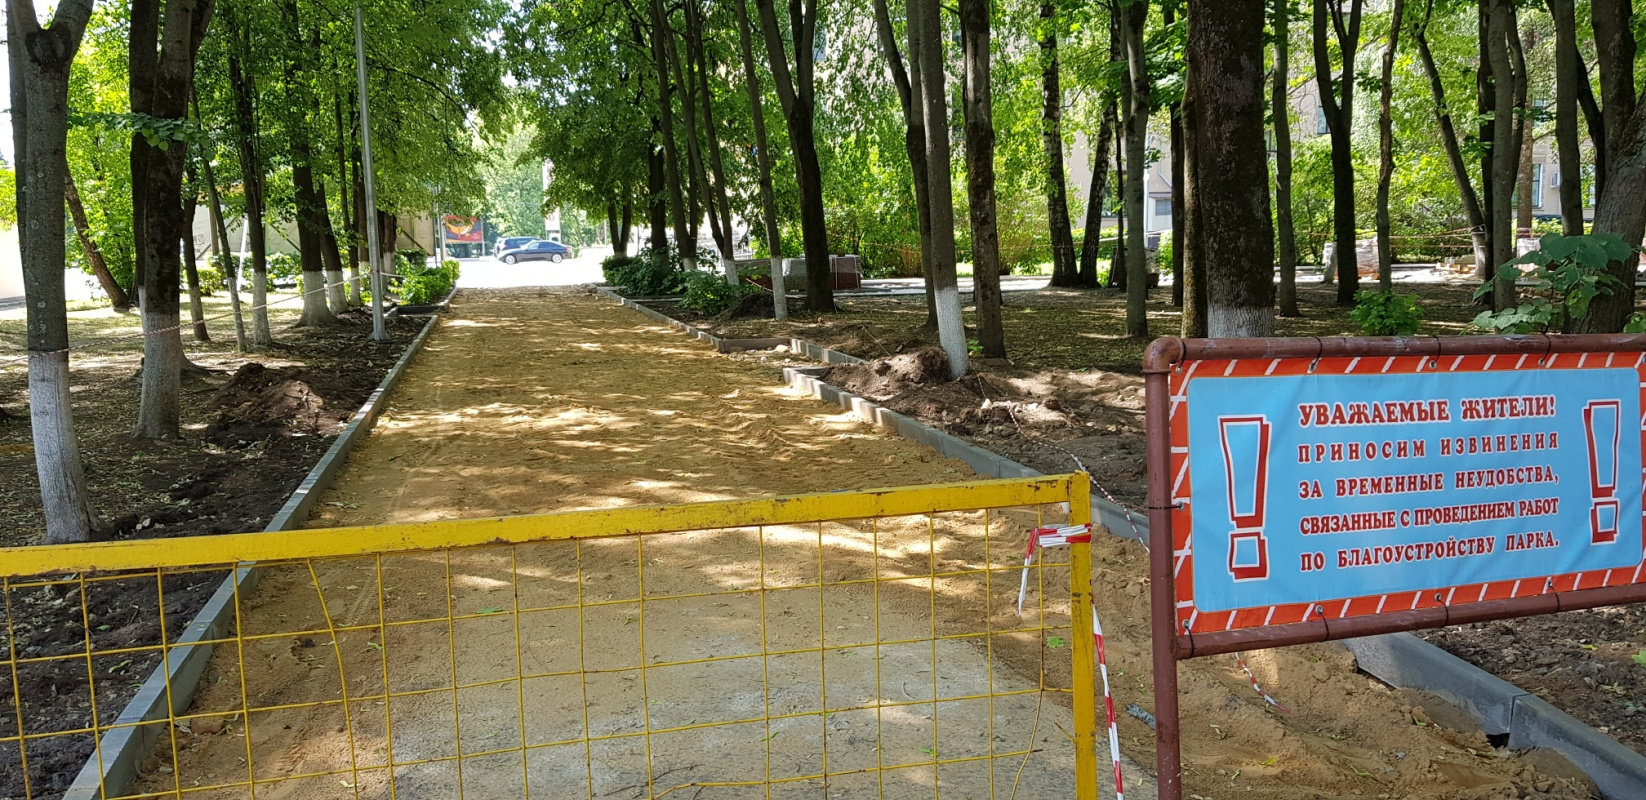 УВАЖАЕМЫЕ ЖИТЕЛИ!
ПРИНОСИМ ИЗВИНЕНИЯ
ЗА ВРЕМЕННЫЕ НЕУДОБСТВА,
СВЯЗАННЫЕ С ПРОВЕДЕНИЕМ РАБОТ
ПО БЛАГОУСТРОЙСТВУ ПАРКА.